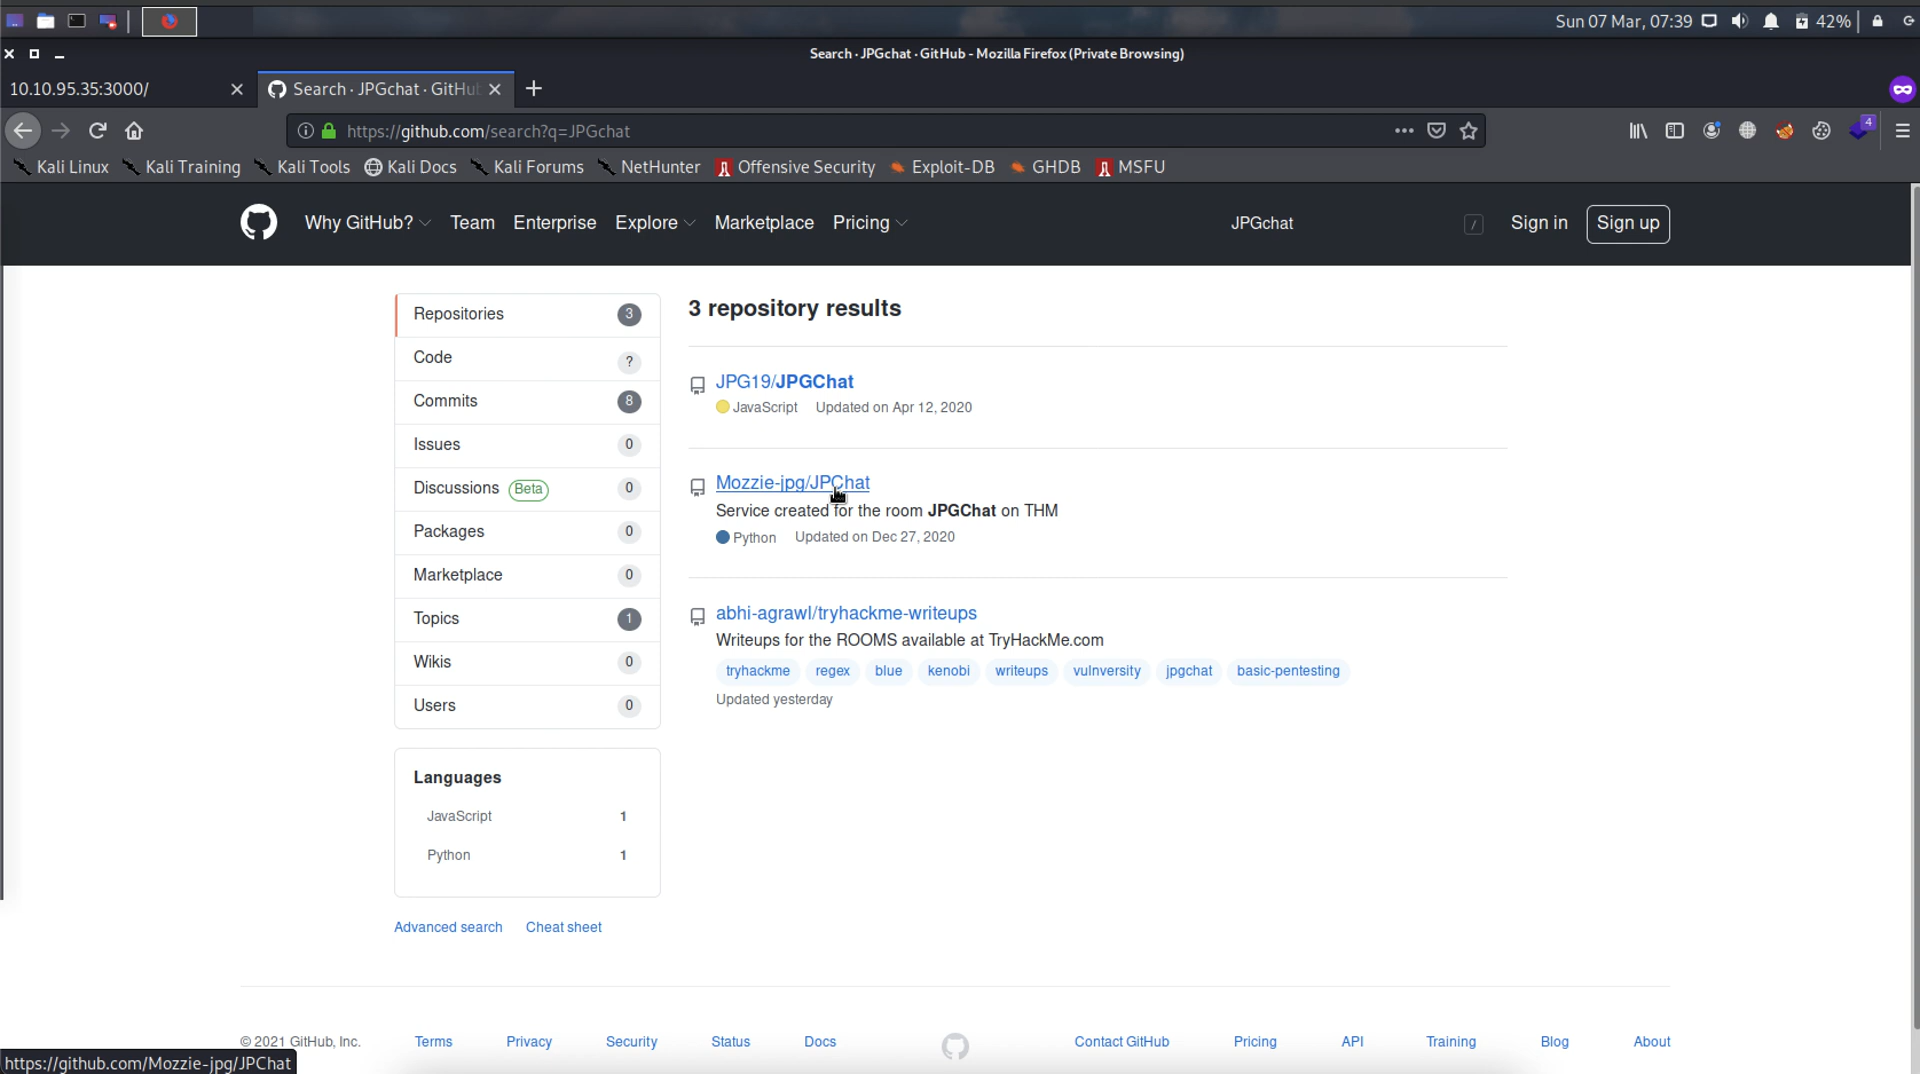 Sun 07 Mar, 07:39 42%
Search · JPGchat · GitHub - Mozilla Firefox (Private Browsing)
10.10.95.35:3000/
Search · JPGchat · GitHu
https://github.com/search?q=JPGchat
4
Kali Linux Kali Training Kali Tools Kali Docs Kali Forums NetHunter Offensive Security Exploit-DB GHDB MSFU
Why GitHub? Team Enterprise Explore Marketplace Pricing JPGchat / Sign in Sign up
Repositories 3
Code ?
Commits 8
Issues 0
Discussions Beta 0
Packages 0
Marketplace 0
Topics 1
Wikis 0
Users 0
Languages
JavaScript 1
Python 1
Advanced search Cheat sheet
3 repository results
JPG19/JPGChat
JavaScript Updated on Apr 12, 2020
Mozzie-jpg/JPChat
Service created for the room JPGChat on THM
Python Updated on Dec 27, 2020
abhi-agrawl/tryhackme-writeups
Writeups for the ROOMS available at TryHackMe.com
tryhackme regex blue kenobi writeups vulnversity jpgchat basic-pentesting
Updated yesterday
© 2021 GitHub, Inc. Terms Privacy Security Status Docs Contact GitHub Pricing API Training Blog About
https://github.com/Mozzie-jpg/JPChat